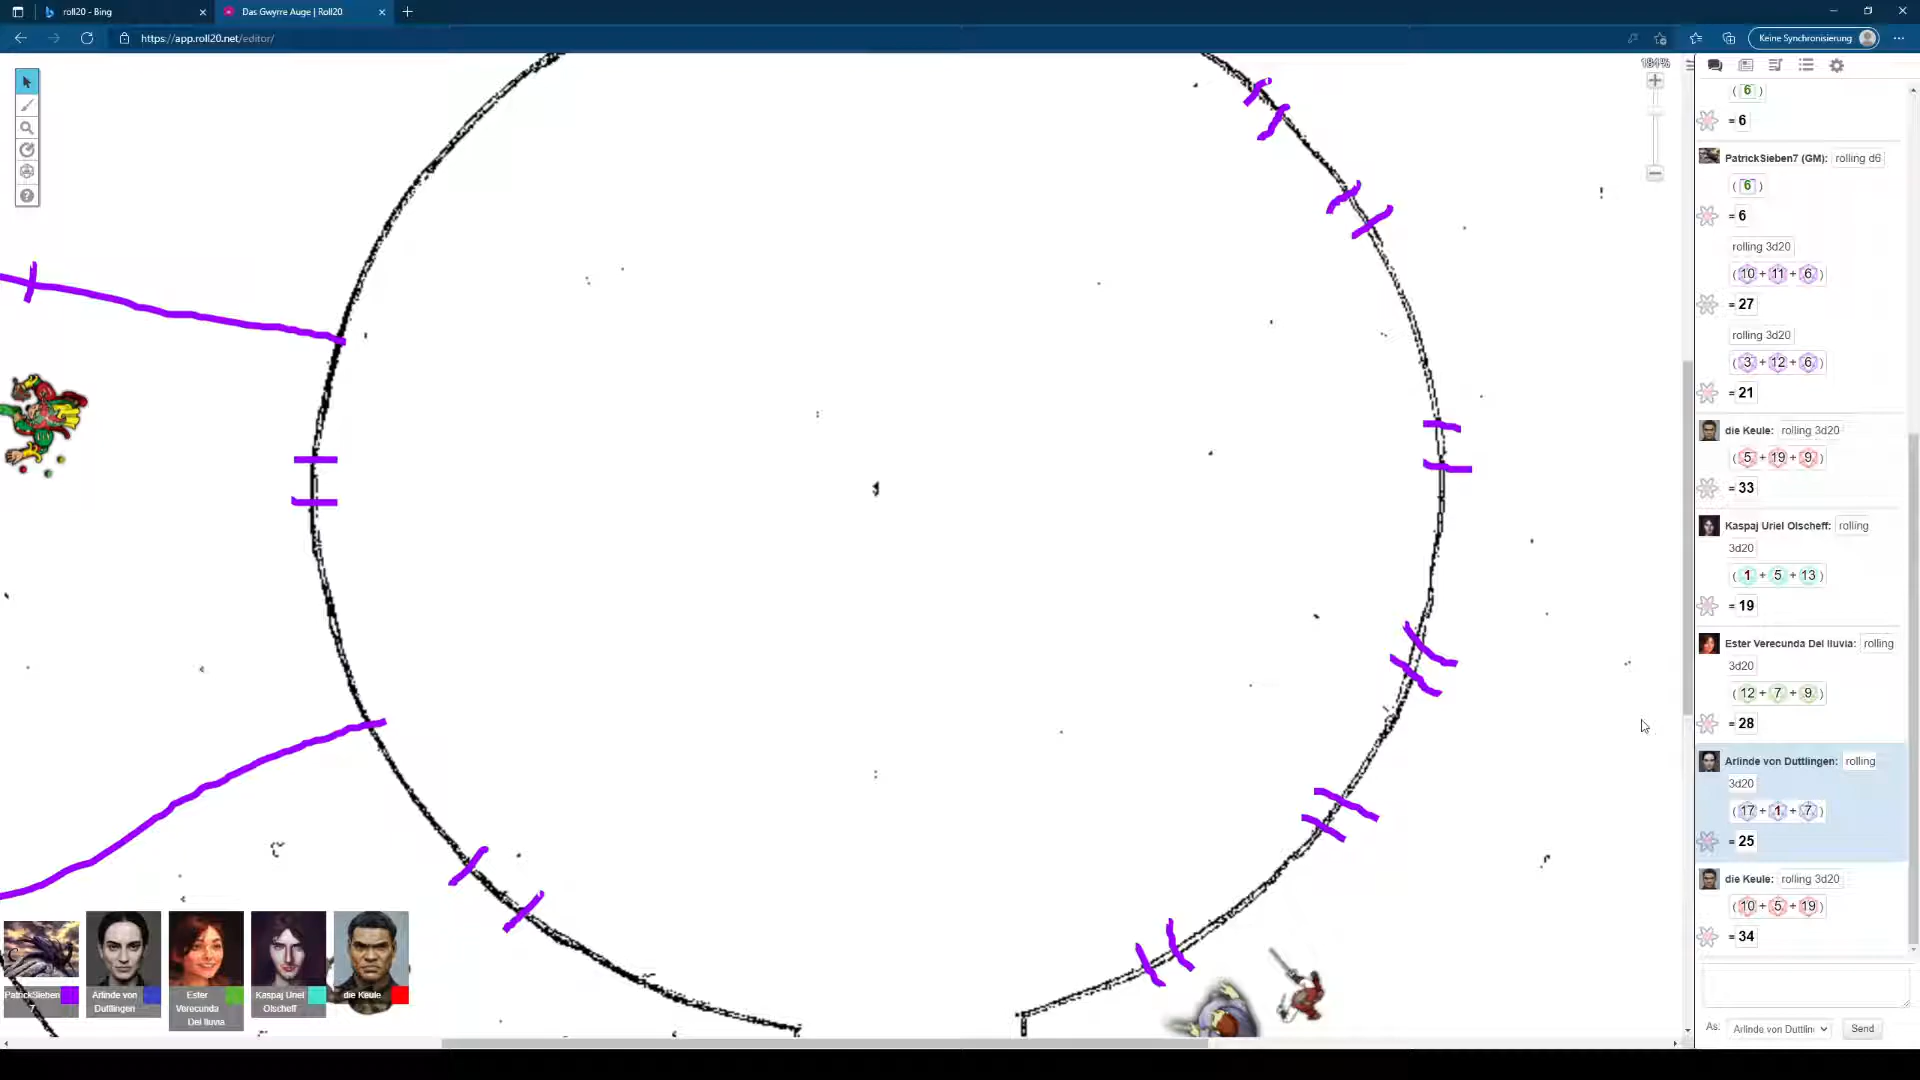 roll20 - Bing
Das Gwyrre Auge | Roll20
https://app.roll20.net/editor/
Keine Synchronisierung
181%
( 6 )
= 6
PatrickSieben7 (GM): rolling d6
( 6 )
= 6
rolling 3d20
( 10 + 11 + 6 )
= 27
rolling 3d20
( 3 + 12 + 6 )
= 21
die Keule: rolling 3d20
( 5 + 19 + 9 )
= 33
Kaspaj Uriel Olscheff: rolling
3d20
( 1 + 5 + 13 )
= 19
Ester Verecunda Del lluvia: rolling
3d20
( 12 + 7 + 9 )
= 28
Arlinde von Duttlingen: rolling
3d20
( 17 + 1 + 7 )
= 25
die Keule: rolling 3d20
( 10 + 5 + 19 )
= 34
PatrickSieben
7
Arlinde von
Duttlingen
Ester
Verecunda
Del lluvia
Kaspaj Uriel
Olscheff
die Keule
As:
Arlinde von Duttlin
Send